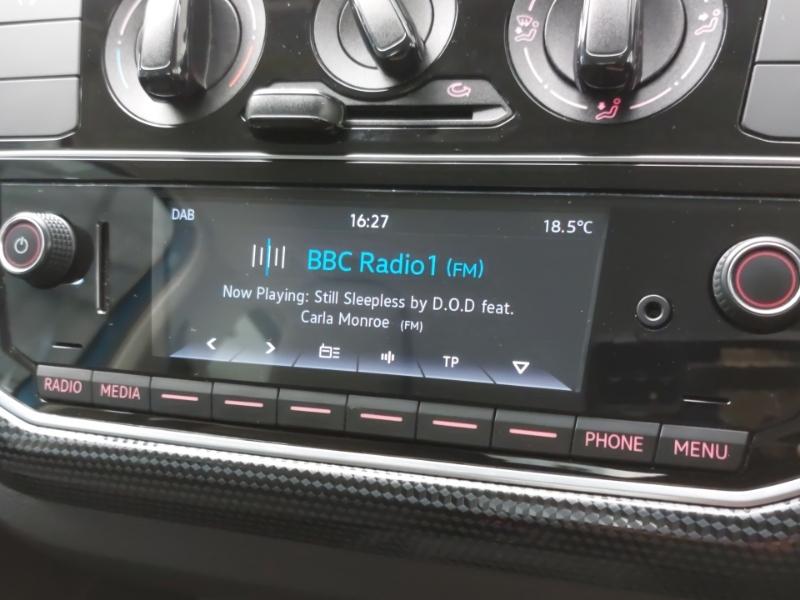 DAB 16:27 18.5°C
BBC Radio1 (FM)
Now Playing: Still Sleepless by D.O.D feat.
Carla Monroe (FM)
TP
RADIO MEDIA PHONE MENU